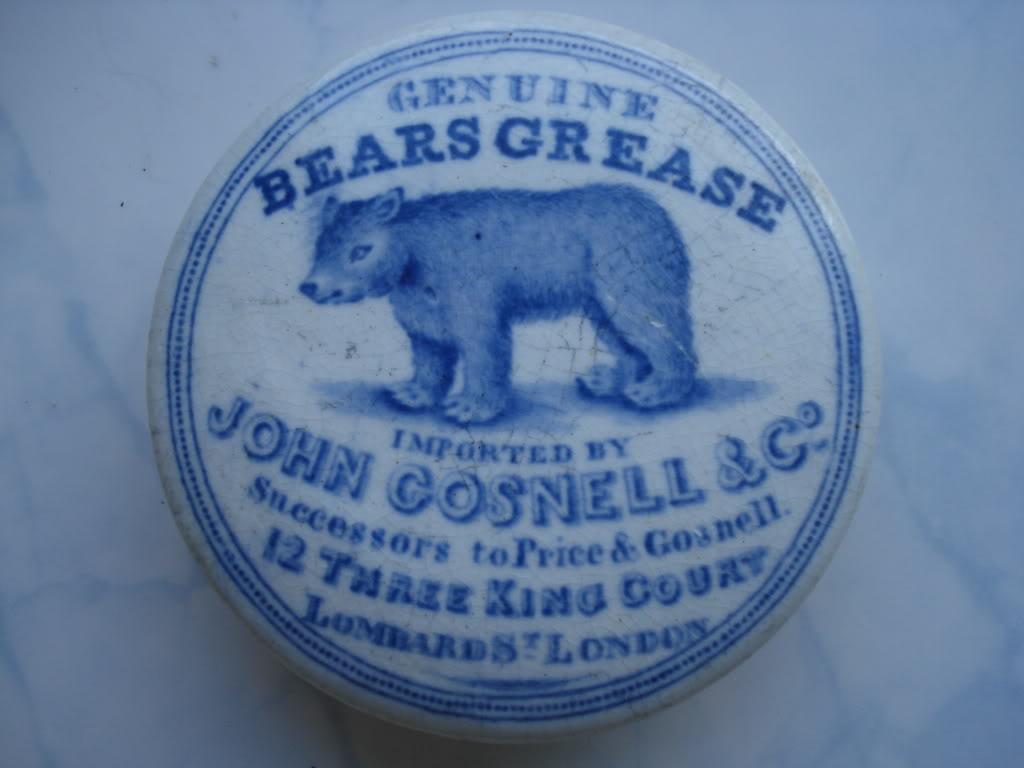 GENUINE
BEARS GREASE
IMPORTED BY
JOHN GOSNELL & Co
Successors to Price & Gosnell.
12 THREE KING COURT
LOMBARD ST LONDON